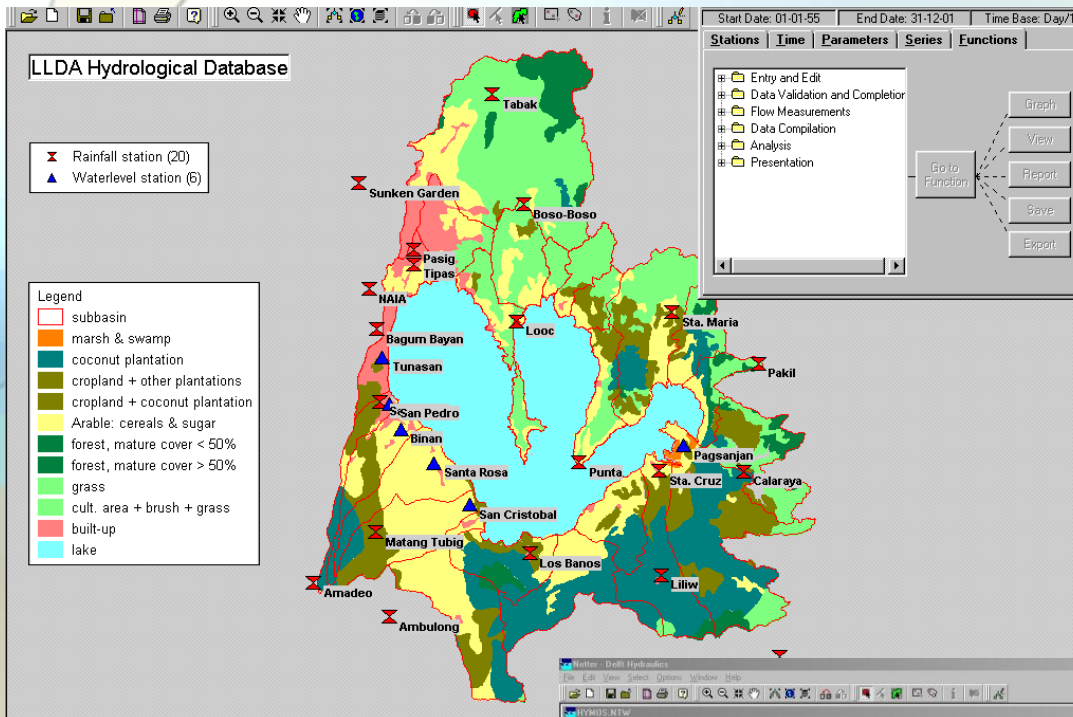 Start Date: 01-01-55 End Date: 31-12-01 Time Base: Day/1
Stations Time Parameters Series Functions
LLDA Hydrological Database
Rainfall station (20)
Waterlevel station (6)
Entry and Edit
Data Validation and Completion
Flow Measurements
Data Compilation
Analysis
Presentation
Go to
Function
Graph
View
Report
Save
Export
Legend
subbasin
marsh & swamp
coconut plantation
cropland + other plantations
cropland + coconut plantation
Arable: cereals & sugar
forest, mature cover < 50%
forest, mature cover > 50%
grass
cult. area + brush + grass
built-up
lake
Tabak
Sunken Garden
Boso-Boso
Pasig
Tipas
NAIA
Looc
Sta. Maria
Bagum Bayan
Tunasan
Pakil
San Pedro
Binan
Pagsanjan
Santa Rosa
Punta
Sta. Cruz
Calaraya
San Cristobal
Matang Tubig
Los Banos
Liliw
Amadeo
Ambulong
Netter - Delft Hydraulics
File Edit View Select Options Window Help
HYMOS.NTW